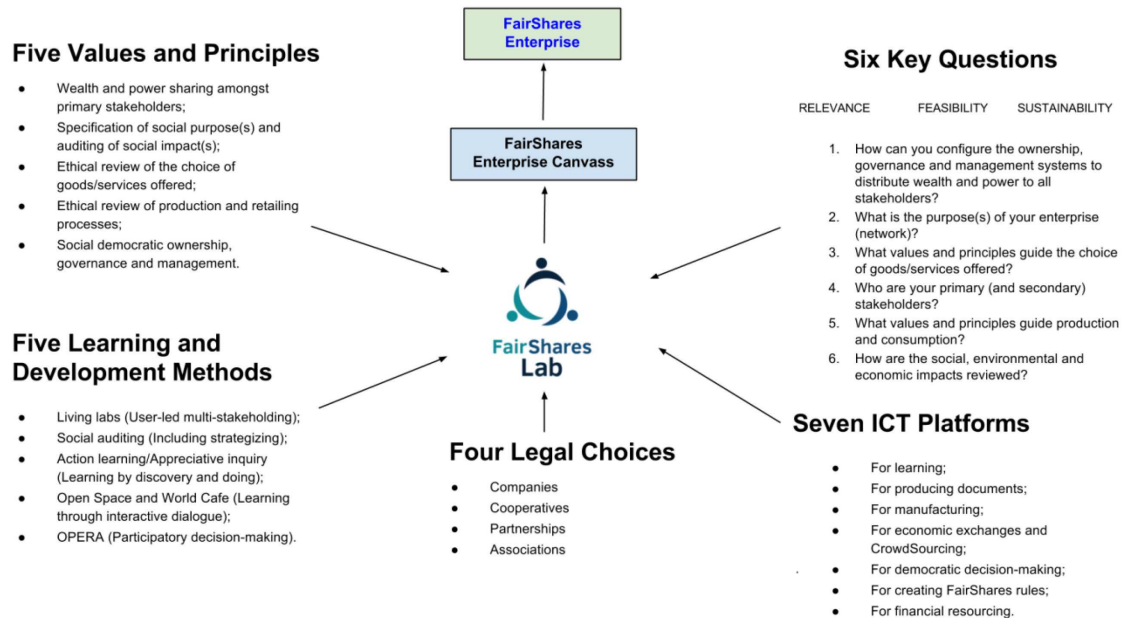 FairShares
Enterprise
FairShares
Enterprise Canvass
Five Values and Principles
● Wealth and power sharing amongst
primary stakeholders;
● Specification of social purpose(s) and
auditing of social impact(s);
● Ethical review of the choice of
goods/services offered;
● Ethical review of production and retailing
processes;
● Social democratic ownership,
governance and management.
Six Key Questions
RELEVANCE FEASIBILITY SUSTAINABILITY
1. How can you configure the ownership,
governance and management systems to
distribute wealth and power to all
stakeholders?
2. What is the purpose(s) of your enterprise
(network)?
3. What values and principles guide the choice
of goods/services offered?
4. Who are your primary (and secondary)
stakeholders?
5. What values and principles guide production
and consumption?
6. How are the social, environmental and
economic impacts reviewed?
FairShares
Lab
Five Learning and
Development Methods
● Living labs (User-led multi-stakeholding);
● Social auditing (Including strategizing);
● Action learning/Appreciative inquiry
(Learning by discovery and doing);
● Open Space and World Cafe (Learning
through interactive dialogue);
● OPERA (Participatory decision-making).
Four Legal Choices
● Companies
● Cooperatives
● Partnerships
● Associations
Seven ICT Platforms
● For learning;
● For producing documents;
● For manufacturing;
● For economic exchanges and
CrowdSourcing;
● For democratic decision-making;
● For creating FairShares rules;
● For financial resourcing.